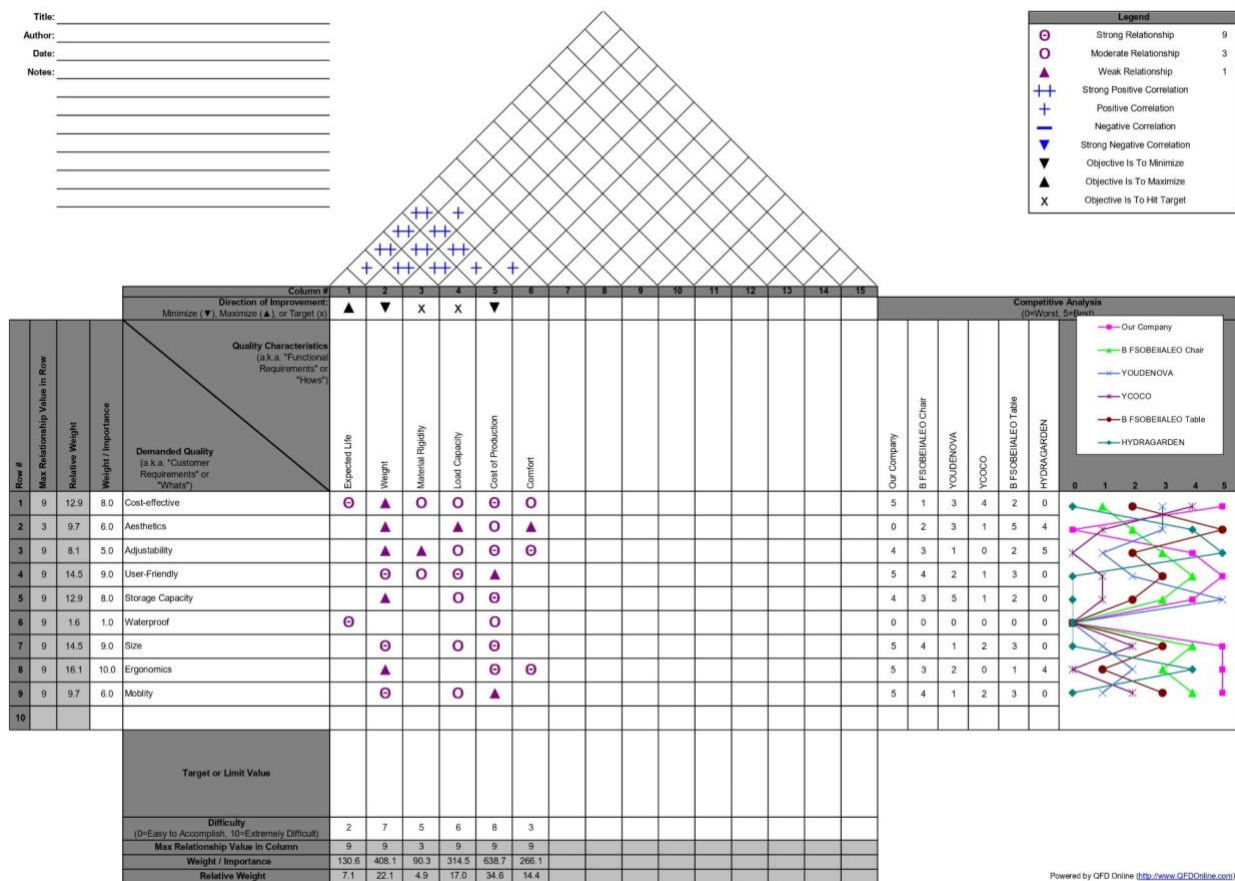 Title:
Author:
Date:
Notes:
Legend
Θ Strong Relationship 9
O Moderate Relationship 3
▲ Weak Relationship 1
++ Strong Positive Correlation
+ Positive Correlation
− Negative Correlation
▼ Strong Negative Correlation
▼ Objective Is To Minimize
▲ Objective Is To Maximize
x Objective Is To Hit Target
Column # 1 2 3 4 5 6 7 8 9 10 11 12 13 14 15
Direction of Improvement:
Minimize (▼), Maximize (▲), or Target (x) ▲ ▼ x x ▼
Competitive Analysis
(0=Worst, 5=Best)
Row #
Max Relationship Value in Row
Relative Weight
Weight / Importance
Quality Characteristics
(a.k.a. "Functional
Requirements" or
"Hows")
Demanded Quality
(a.k.a. "Customer
Requirements" or
"Whats")
Expected Life
Weight
Material Rigidity
Load Capacity
Cost of Production
Comfort
Our Company
B FSOBEIIALEO Chair
YOUDENOVA
YCOCO
B FSOBEIIALEO Table
HYDRAGARDEN
Our Company
B FSOBEIIALEO Chair
YOUDENOVA
YCOCO
B FSOBEIIALEO Table
HYDRAGARDEN
0 1 2 3 4 5
1 9 12.9 8.0 Cost-effective Θ ▲ O O Θ O 5 1 3 4 2 0
2 3 9.7 6.0 Aesthetics ▲ ▲ O ▲ 0 2 3 1 5 4
3 9 8.1 5.0 Adjustability ▲ ▲ O Θ Θ 4 3 1 0 2 5
4 9 14.5 9.0 User-Friendly Θ O Θ ▲ 5 4 2 1 3 0
5 9 12.9 8.0 Storage Capacity ▲ O Θ 4 3 5 1 2 0
6 9 1.6 1.0 Waterproof Θ O 0 0 0 0 0 0
7 9 14.5 9.0 Size Θ O Θ 5 4 1 2 3 0
8 9 16.1 10.0 Ergonomics ▲ Θ O 5 3 2 0 1 4
9 9 9.7 6.0 Moblity Θ O ▲ 5 4 1 2 3 0
10
Target or Limit Value
Difficulty
(0=Easy to Accomplish, 10=Extremely Difficult) 2 7 5 6 8 3
Max Relationship Value in Column 9 9 3 9 9 9
Weight / Importance 130.6 408.1 90.3 314.5 638.7 266.1
Relative Weight 7.1 22.1 4.9 17.0 34.6 14.4
Powered by QFD Online (http://www.QFDOnline.com)